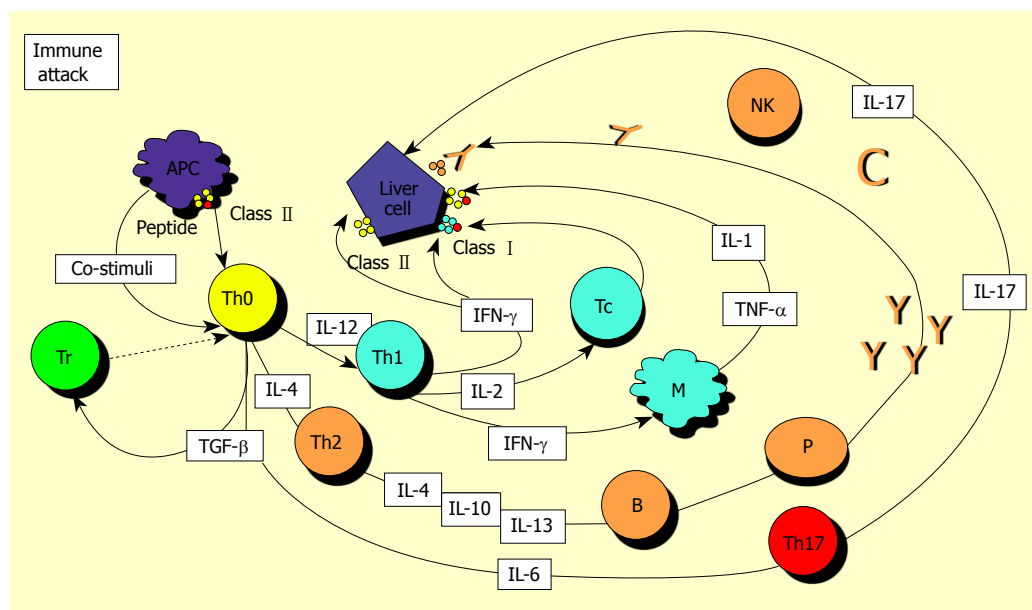 Immune
attack
NK
IL-17
APC
C
Liver
cell
Class II
Peptide
IL-1
Class I
Class II
Co-stimuli
Th0
IL-17
TNF-α
IFN-γ
Tc
IL-12
Tr
Th1
IL-4
IL-2
M
Y
Y
Y
Y
Y
Y
TGF-β
Th2
IFN-γ
P
IL-4
IL-10
IL-13
B
Th17
IL-6